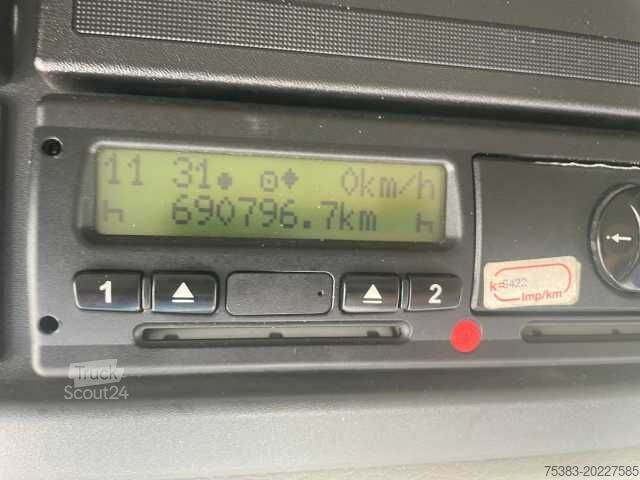 11 31 0km/h
690796.7km
1 2
k=6422
Imp/km
Truck
Scout24
75383-20227585